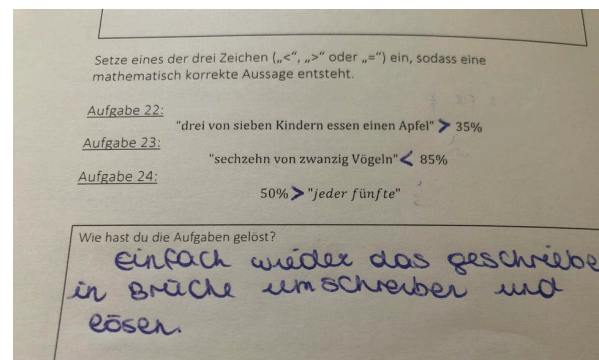 Setze eines der drei Zeichen („<“, „>“ oder „=“) ein, sodass eine
mathematisch korrekte Aussage entsteht.
Aufgabe 22:
"drei von sieben Kindern essen einen Apfel" > 35%
Aufgabe 23:
"sechzehn von zwanzig Vögeln" < 85%
Aufgabe 24:
50% > "jeder fünfte"
Wie hast du die Aufgaben gelöst?
einfach wieder das geschriebe
in Brüche umschreiben und
lösen.